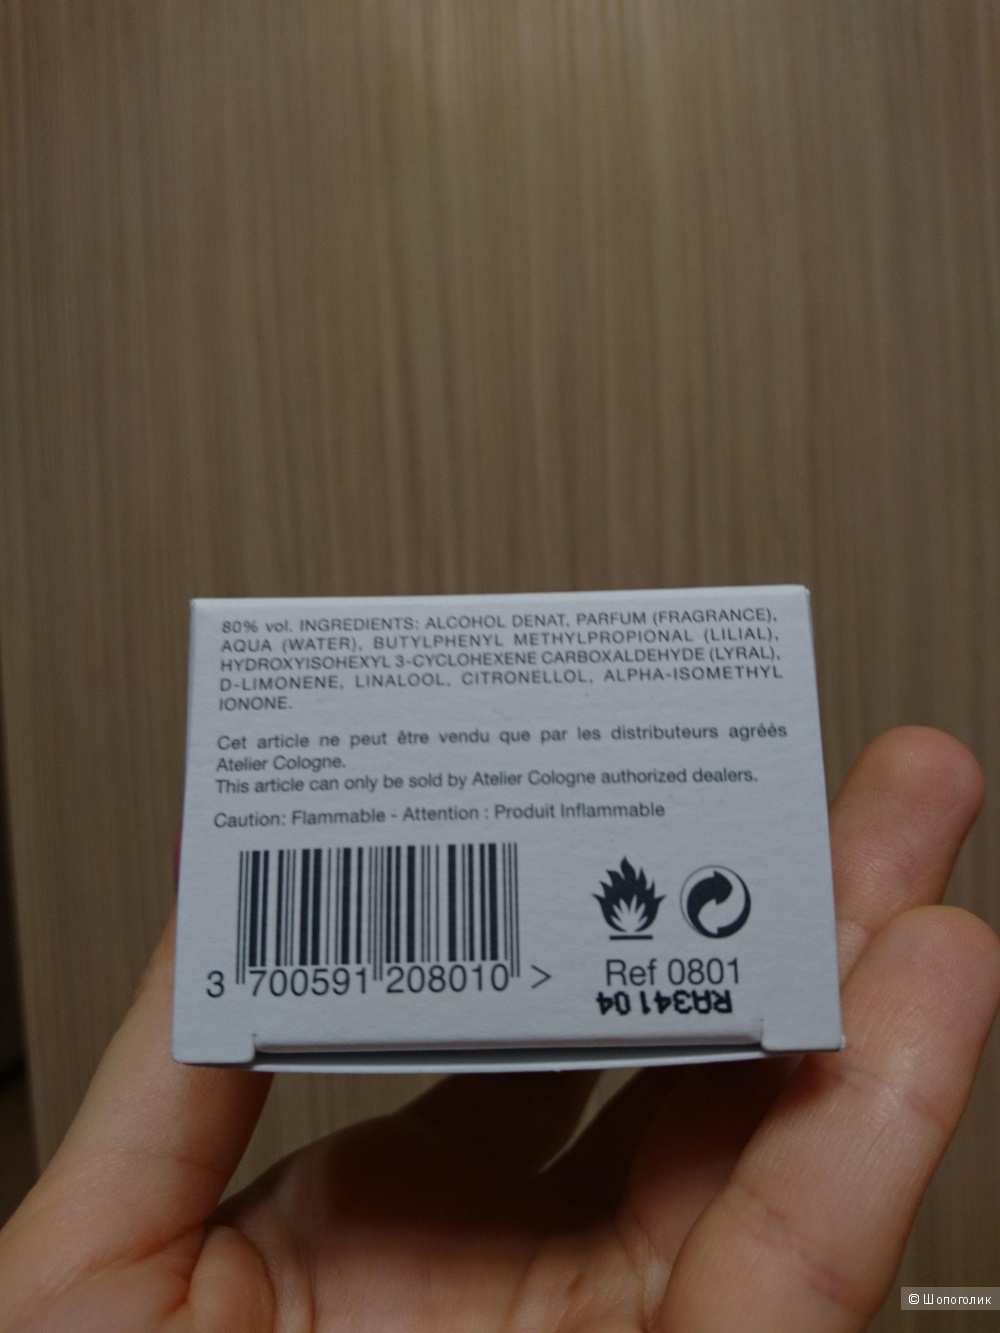 80% vol. INGREDIENTS: ALCOHOL DENAT, PARFUM (FRAGRANCE),
AQUA (WATER), BUTYLPHENYL METHYLPROPIONAL (LILIAL),
HYDROXYISOHEXYL 3-CYCLOHEXENE CARBOXALDEHYDE (LYRAL),
D-LIMONENE, LINALOOL, CITRONELLOL, ALPHA-ISOMETHYL
IONONE.
Cet article ne peut être vendu que par les distributeurs agréés
Atelier Cologne.
This article can only be sold by Atelier Cologne authorized dealers.
Caution: Flammable - Attention : Produit Inflammable
3 700591 208010 >
Ref 0801
RA341 04
© Шопоголик